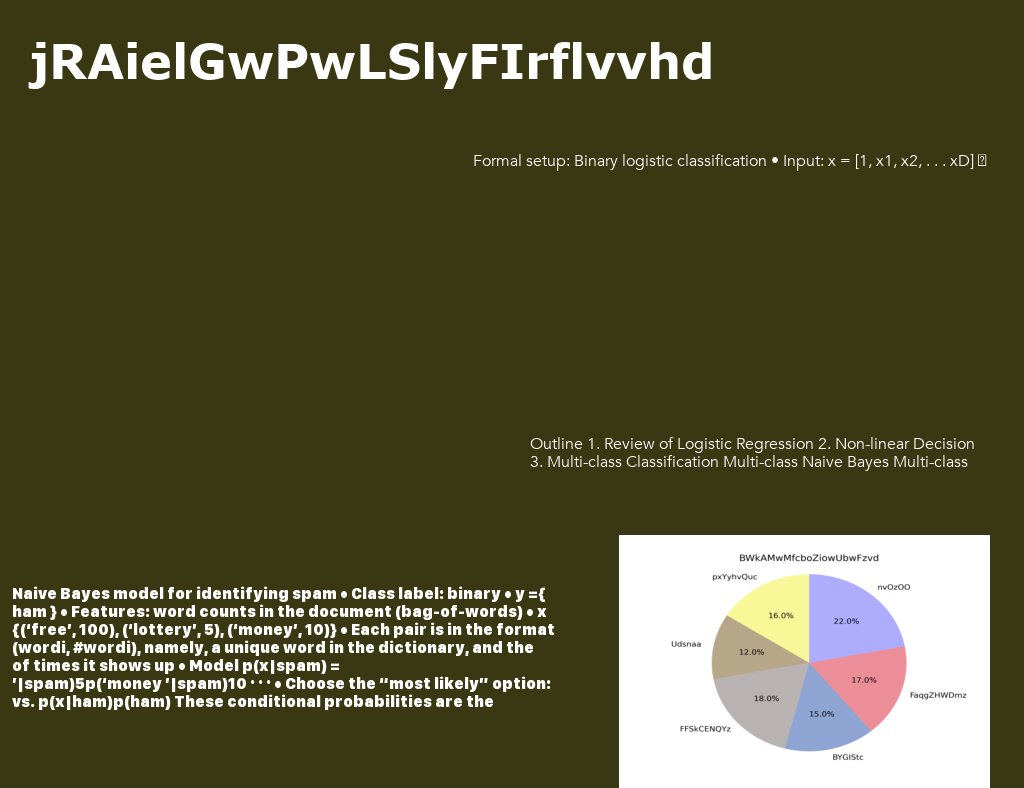 jRAielGwPwLSlyFIrflvvhd
Formal setup: Binary logistic classification • Input: x = [1, x1, x2, . . . xD]
Outline 1. Review of Logistic Regression 2. Non-linear Decision
3. Multi-class Classification Multi-class Naive Bayes Multi-class
Naive Bayes model for identifying spam • Class label: binary • y ={
ham } • Features: word counts in the document (bag-of-words) • x
{(‘free’, 100), (‘lottery’, 5), (‘money’, 10)} • Each pair is in the format
(wordi, #wordi), namely, a unique word in the dictionary, and the
of times it shows up • Model p(x|spam) =
’|spam)5p(‘money ’|spam)10 · · · • Choose the “most likely” option:
vs. p(x|ham)p(ham) These conditional probabilities are the
BWkAMwMfcboZiowUbwFzvd
pxYyhvQuc
nvOzOO
16.0%
22.0%
Udsnaa
12.0%
17.0%
FaqgZHWDmz
18.0%
15.0%
FFSkCENQYz
BYGIStc